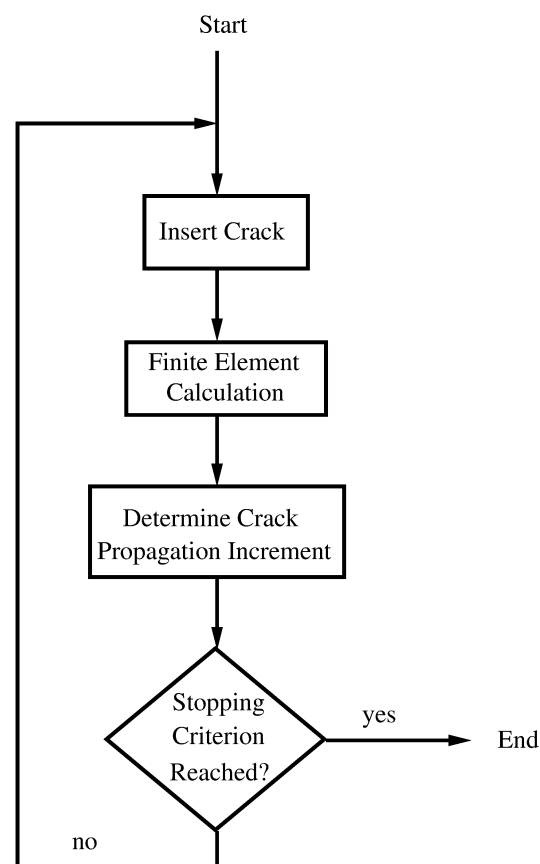 Start
Insert Crack
Finite Element
Calculation
Determine Crack
Propagation Increment
Stopping
Criterion
Reached?
yes
End
no